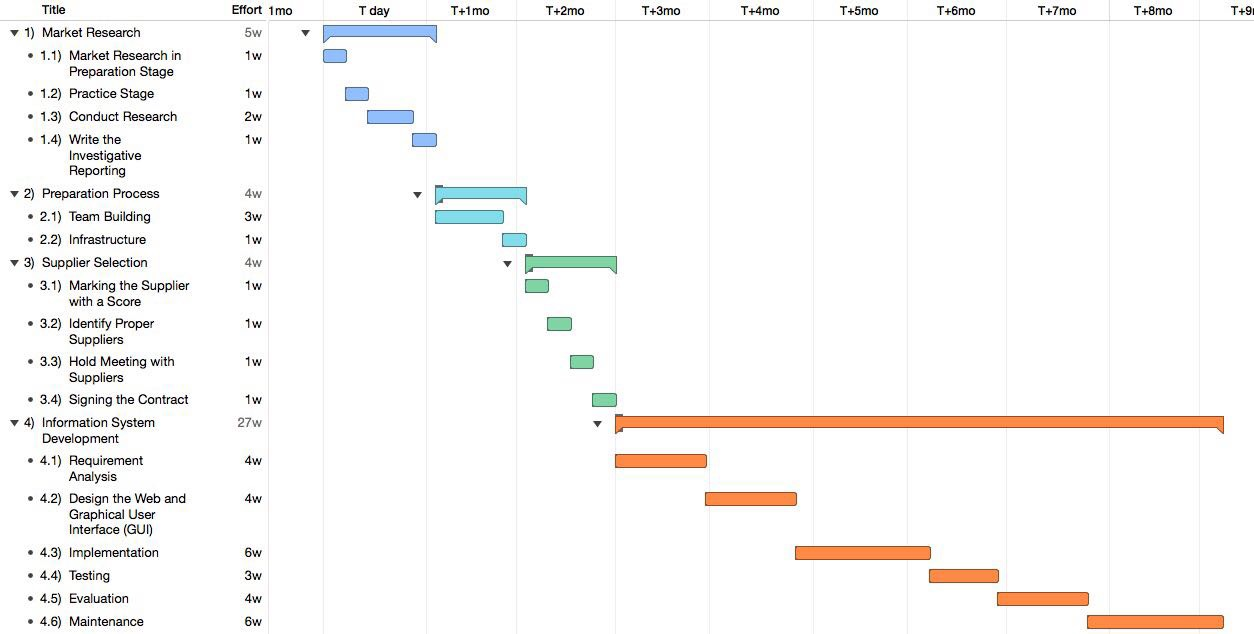 Title Effort 1mo T day T+1mo T+2mo T+3mo T+4mo T+5mo T+6mo T+7mo T+8mo T+9m
1) Market Research 5w
1.1) Market Research in 1w
Preparation Stage
1.2) Practice Stage 1w
1.3) Conduct Research 2w
1.4) Write the 1w
Investigative
Reporting
2) Preparation Process 4w
2.1) Team Building 3w
2.2) Infrastructure 1w
3) Supplier Selection 4w
3.1) Marking the Supplier 1w
with a Score
3.2) Identify Proper 1w
Suppliers
3.3) Hold Meeting with 1w
Suppliers
3.4) Signing the Contract 1w
4) Information System 27w
Development
4.1) Requirement 4w
Analysis
4.2) Design the Web and 4w
Graphical User
Interface (GUI)
4.3) Implementation 6w
4.4) Testing 3w
4.5) Evaluation 4w
4.6) Maintenance 6w